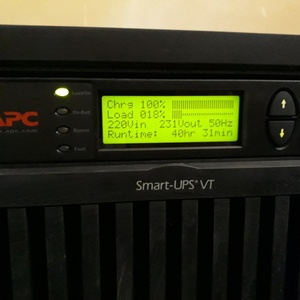 APC
Chrg 100%
Load 018%
220Vin 231Vout 50Hz
Runtime: 40hr 31min
Smart-UPS VT